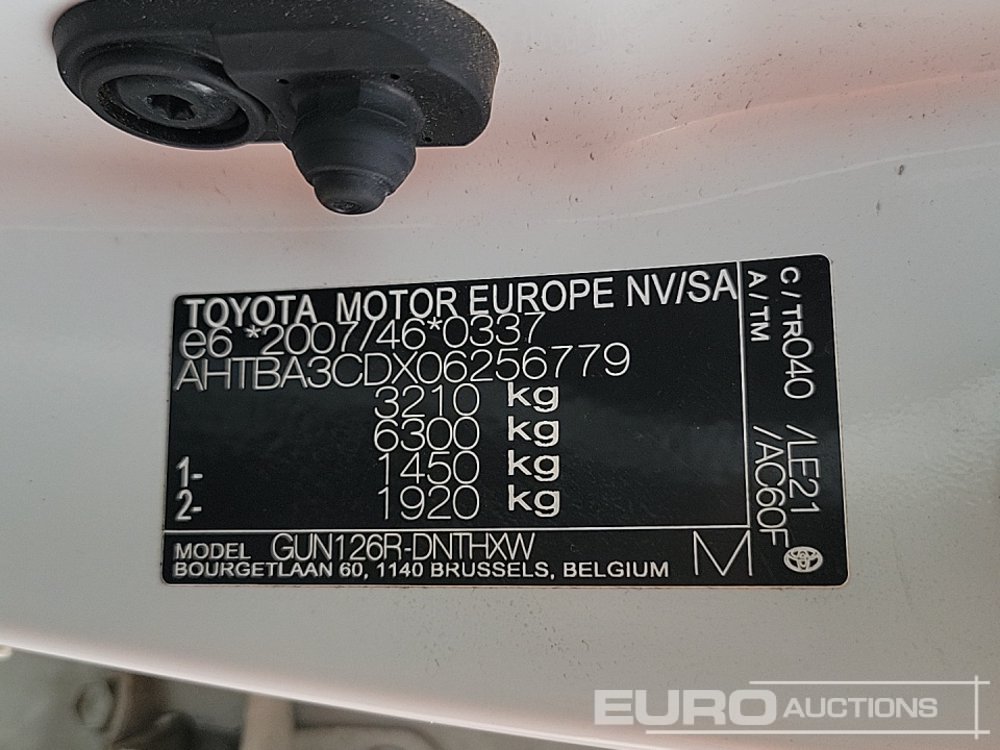 TOYOTA MOTOR EUROPE NV/SA
e6 *2007/46*0337
AHTBA3CDX06256779
3210 kg
6300 kg
1- 1450 kg
2- 1920 kg
MODEL GUN126R-DNTHXW
BOURGETLAAN 60, 1140 BRUSSELS, BELGIUM
M
C / TR040 /LE21
A / TM /AC60F
EURO AUCTIONS